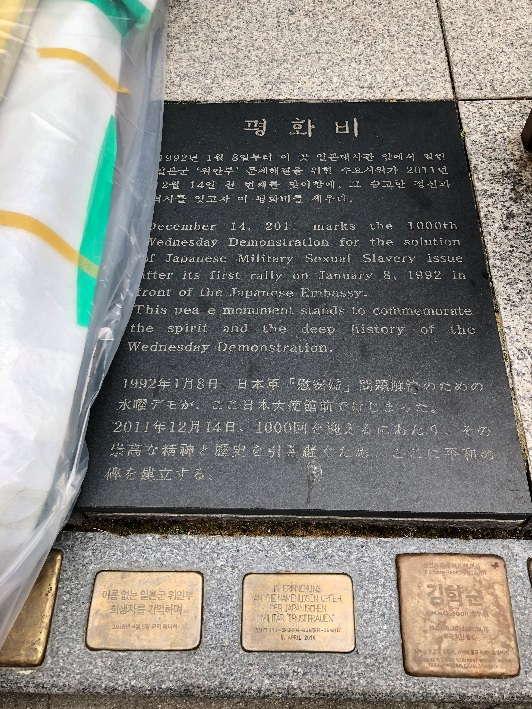 평 화 비
1992년 1월 8일부터 이 곳 일본대사관 앞에서 열린
일본군 '위안부' 문제해결을 위한 수요시위가 2011년
2월 14일 천 번째를 맞이함에, 그 숭고한 정신과
역사를 잇고자 이 평화비를 세우다.
December 14, 201 marks the 1000th
Wednesday Demonstration for the solution
of Japanese Military Sexual Slavery issue
after its first rally on January 8, 1992 in
front of the Japanese Embassy.
This pea e monument stands to commemorate
the spirit and the deep history of the
Wednesday Demonstration.
1992年1月8日、日本軍「慰安婦」問題解決のための
水曜デモが、ここ日本大使館前ではじまった。
2011年12月14日、1000回を迎えるにあたり、その
崇高な精神と歴史を引き継ぐため、ここに平和の
碑を建立する。
이름 없는 일본군 위안부
희생자를 기억하며
IN ERINNERUNG
AN DIE NAMENLOSEN OPFER
DER JAPANISCHEN
MILITÄR "TROSTFRAUEN"
8. APRIL 2016
김학순